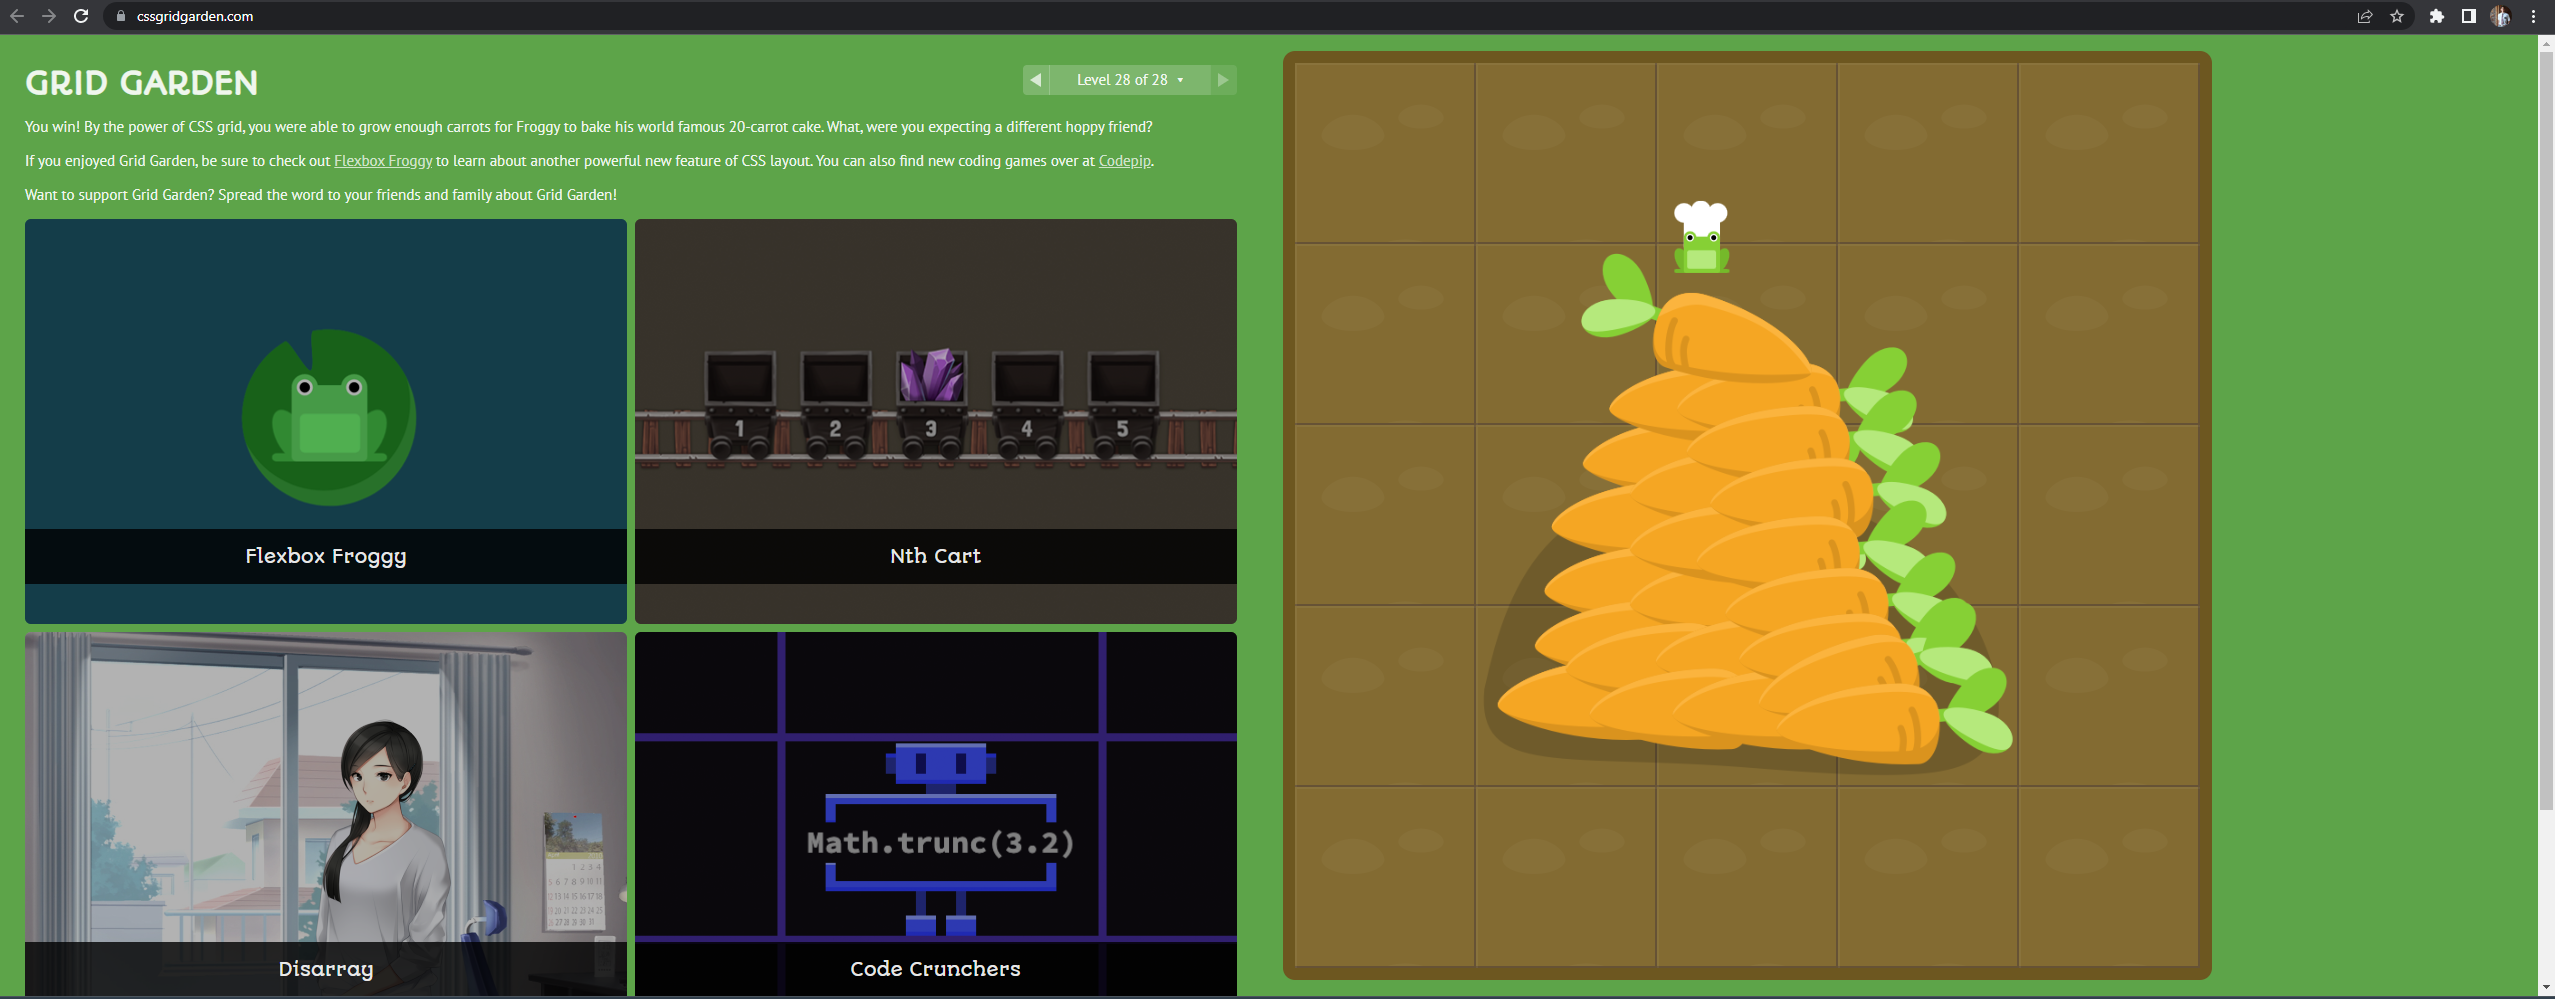 cssgridgarden.com
GRID GARDEN
Level 28 of 28
You win! By the power of CSS grid, you were able to grow enough carrots for Froggy to bake his world famous 20-carrot cake. What, were you expecting a different hoppy friend?
If you enjoyed Grid Garden, be sure to check out Flexbox Froggy to learn about another powerful new feature of CSS layout. You can also find new coding games over at Codepip.
Want to support Grid Garden? Spread the word to your friends and family about Grid Garden!
1 2 3 4 5
Flexbox Froggy
Nth Cart
Math.trunc(3.2)
Disarray
Code Crunchers